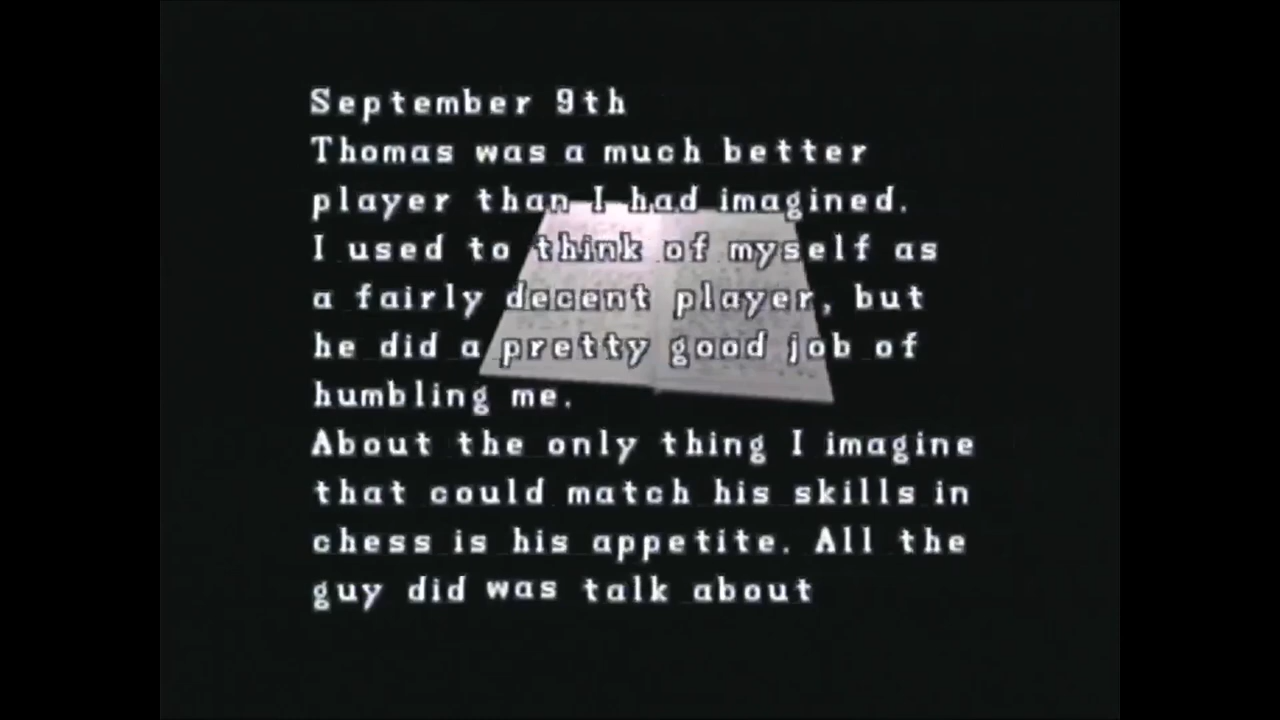 September 9th
Thomas was a much better
player than I had imagined.
I used to think of myself as
a fairly decent player, but
he did a pretty good job of
humbling me.
About the only thing I imagine
that could match his skills in
chess is his appetite. All the
guy did was talk about